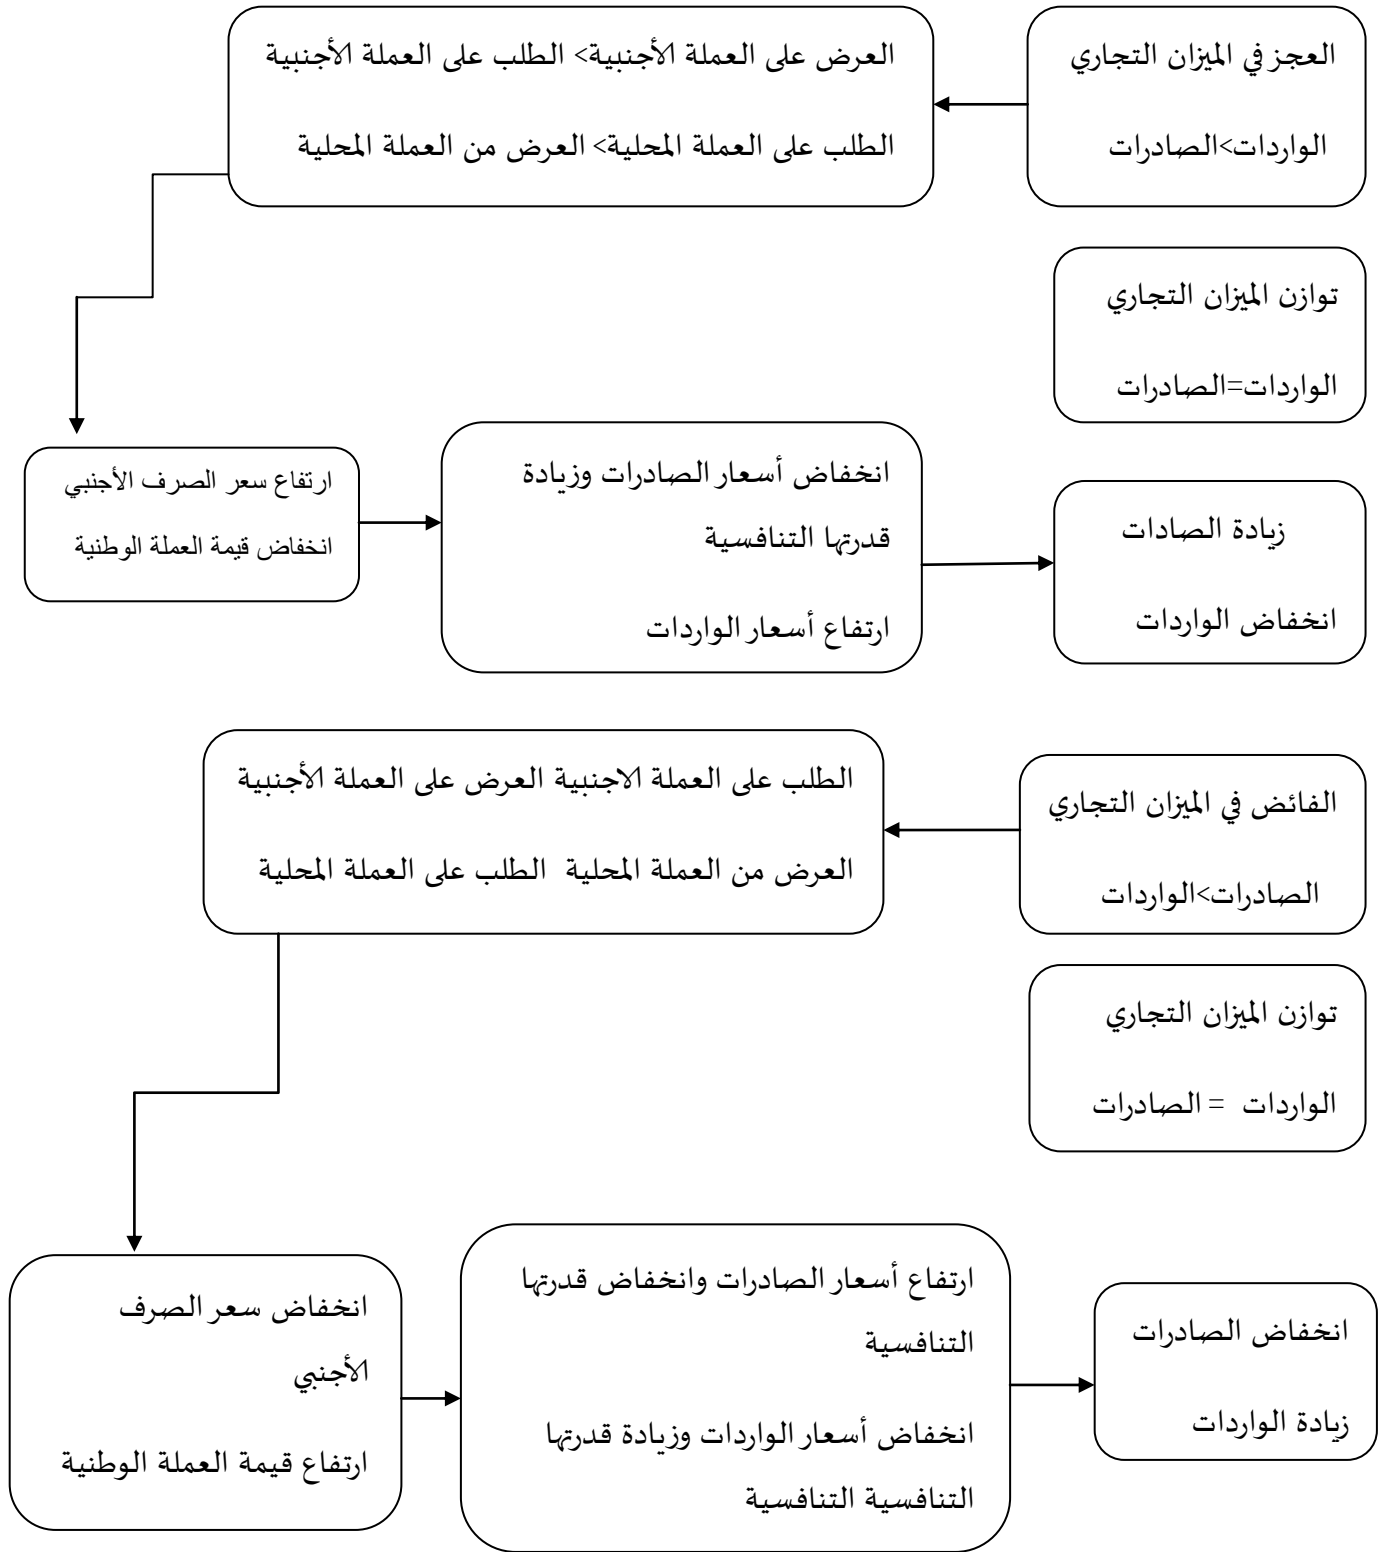 العجز في الميزان التجاري
الواردات>الصادرات
العرض على العملة الأجنبية> الطلب على العملة الأجنبية
الطلب على العملة المحلية> العرض من العملة المحلية
توازن الميزان التجاري
الواردات=الصادرات
ارتفاع سعر الصرف الأجنبي
انخفاض قيمة العملة الوطنية
انخفاض أسعار الصادرات وزيادة
قدرتها التنافسية
ارتفاع أسعار الواردات
زيادة الصادات
انخفاض الواردات
الفائض في الميزان التجاري
الصادرات>الواردات
الطلب على العملة الاجنبية العرض على العملة الأجنبية
العرض من العملة المحلية الطلب على العملة المحلية
توازن الميزان التجاري
الواردات = الصادرات
انخفاض سعر الصرف
الأجنبي
ارتفاع قيمة العملة الوطنية
ارتفاع أسعار الصادرات وانخفاض قدرتها
التنافسية
انخفاض أسعار الواردات وزيادة قدرتها
التنافسية التنافسية
انخفاض الصادرات
زيادة الواردات